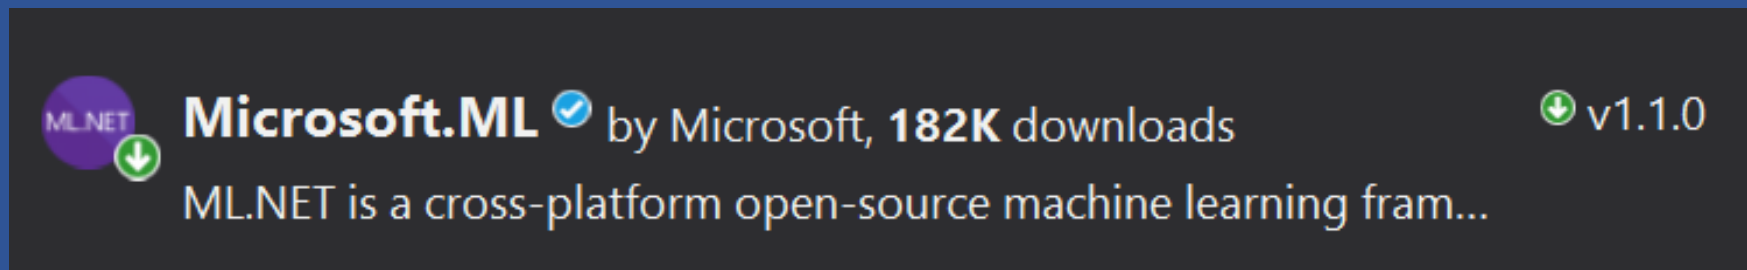 ML.NET
Microsoft.ML by Microsoft, 182K downloads
v1.1.0
ML.NET is a cross-platform open-source machine learning fram...